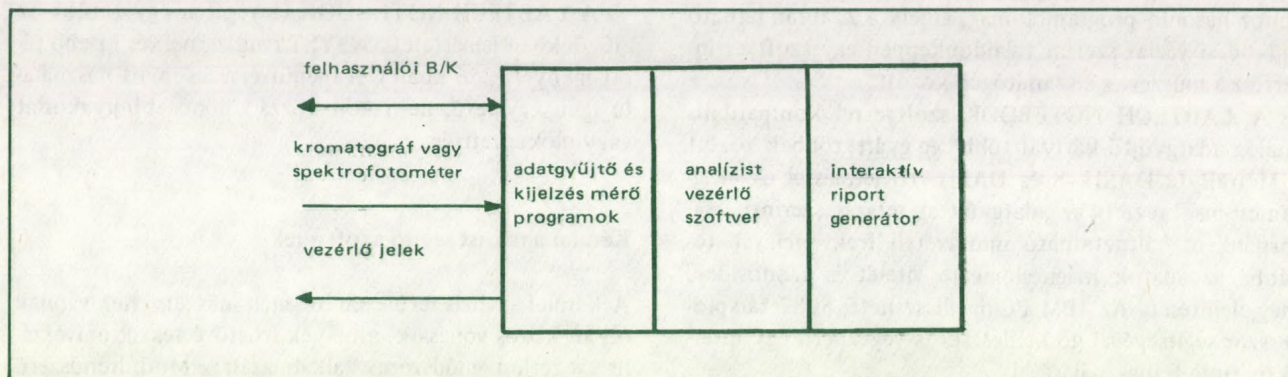 felhasználói B/K
kromatográf vagy
spektrofotométer
vezérlő jelek
adatgyűjtő és
kijelzés mérő
programok
analízist
vezérlő
szoftver
interaktív
riport
generátor